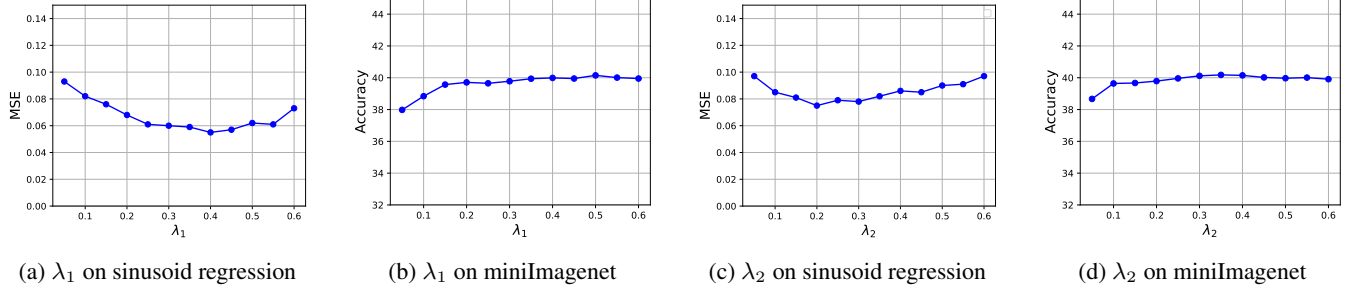 0.14
0.12
0.10
0.08
0.06
0.04
0.02
0.00
MSE
0.1 0.2 0.3 0.4 0.5 0.6
λ1
44
42
40
38
36
34
32
Accuracy
0.1 0.2 0.3 0.4 0.5 0.6
λ1
0.14
0.12
0.10
0.08
0.06
0.04
0.02
0.00
MSE
0.1 0.2 0.3 0.4 0.5 0.6
λ2
44
42
40
38
36
34
32
Accuracy
0.1 0.2 0.3 0.4 0.5 0.6
λ2
(a) λ1 on sinusoid regression
(b) λ1 on miniImagenet
(c) λ2 on sinusoid regression
(d) λ2 on miniImagenet